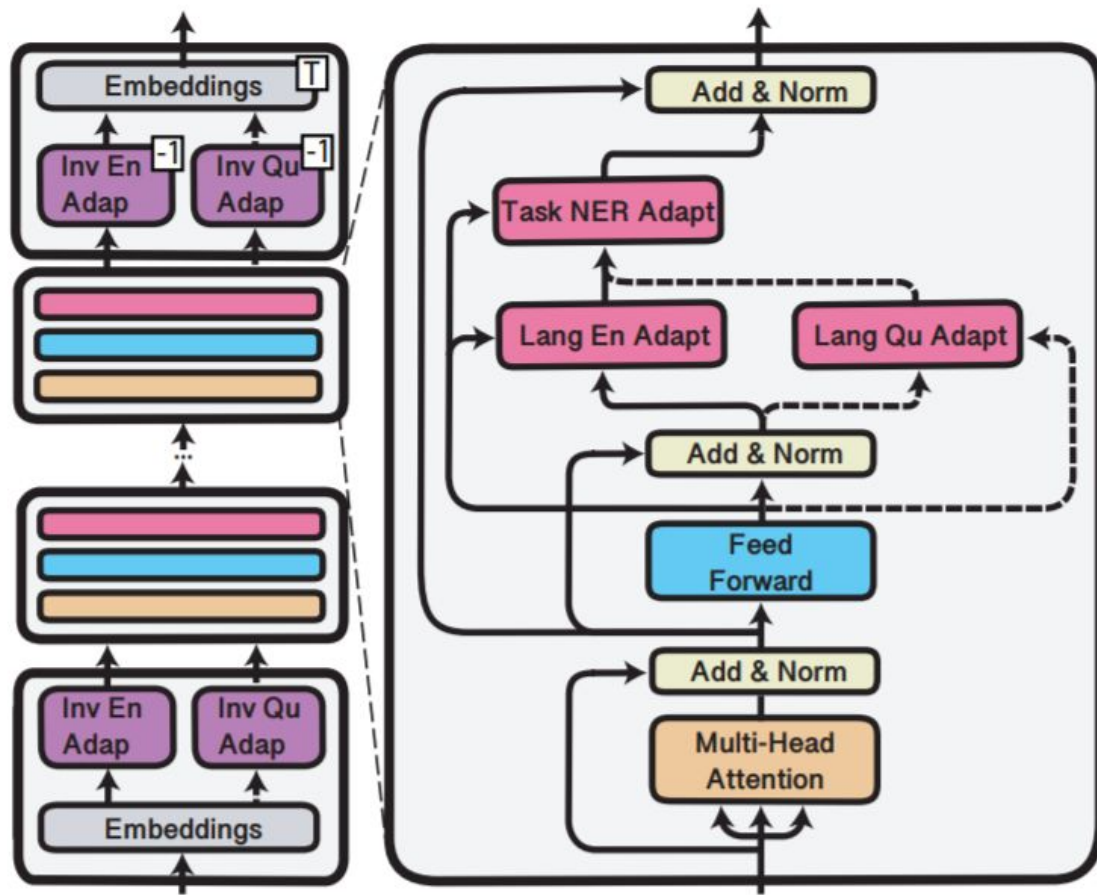 Embeddings
T
Inv En
Adap
-1
Inv Qu
Adap
-1
...
Inv En
Adap
Inv Qu
Adap
Embeddings
Add & Norm
Task NER Adapt
Lang En Adapt
Lang Qu Adapt
Add & Norm
Feed
Forward
Add & Norm
Multi-Head
Attention